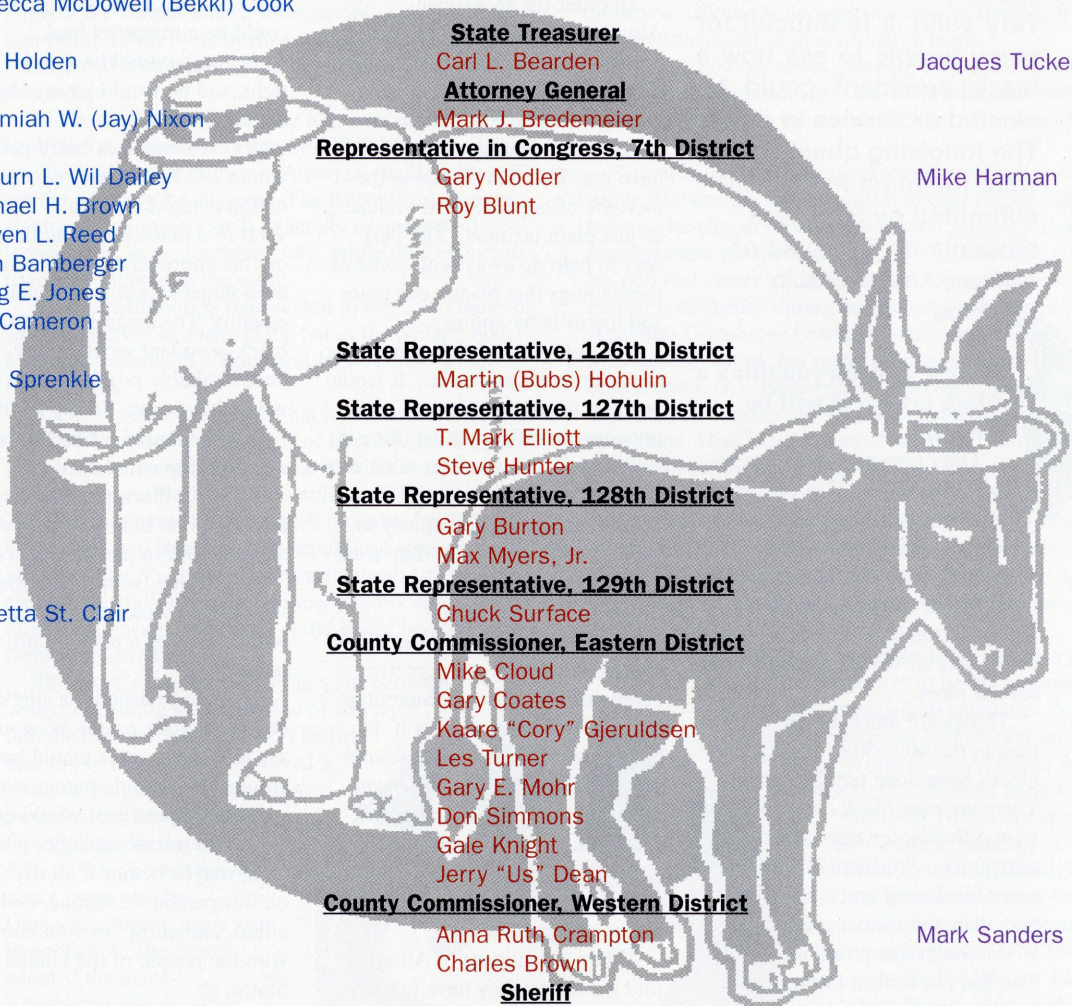 ecca McDowell (Bekki) Cook
State Treasurer
Holden Carl L. Bearden Jacques Tucke
Attorney General
miah W. (Jay) Nixon Mark J. Bredemeier
Representative in Congress, 7th District
urn L. Wil Dailey Gary Nodler Mike Harman
hael H. Brown Roy Blunt
ven L. Reed
Bamberger
g E. Jones
Cameron
State Representative, 126th District
Sprenkle Martin (Bubs) Hohulin
State Representative, 127th District
T. Mark Elliott
Steve Hunter
State Representative, 128th District
Gary Burton
Max Myers, Jr.
State Representative, 129th District
etta St. Clair Chuck Surface
County Commissioner, Eastern District
Mike Cloud
Gary Coates
Kaare “Cory” Gjeruldsen
Les Turner
Gary E. Mohr
Don Simmons
Gale Knight
Jerry “Us” Dean
County Commissioner, Western District
Anna Ruth Crampton Mark Sanders
Charles Brown
Sheriff